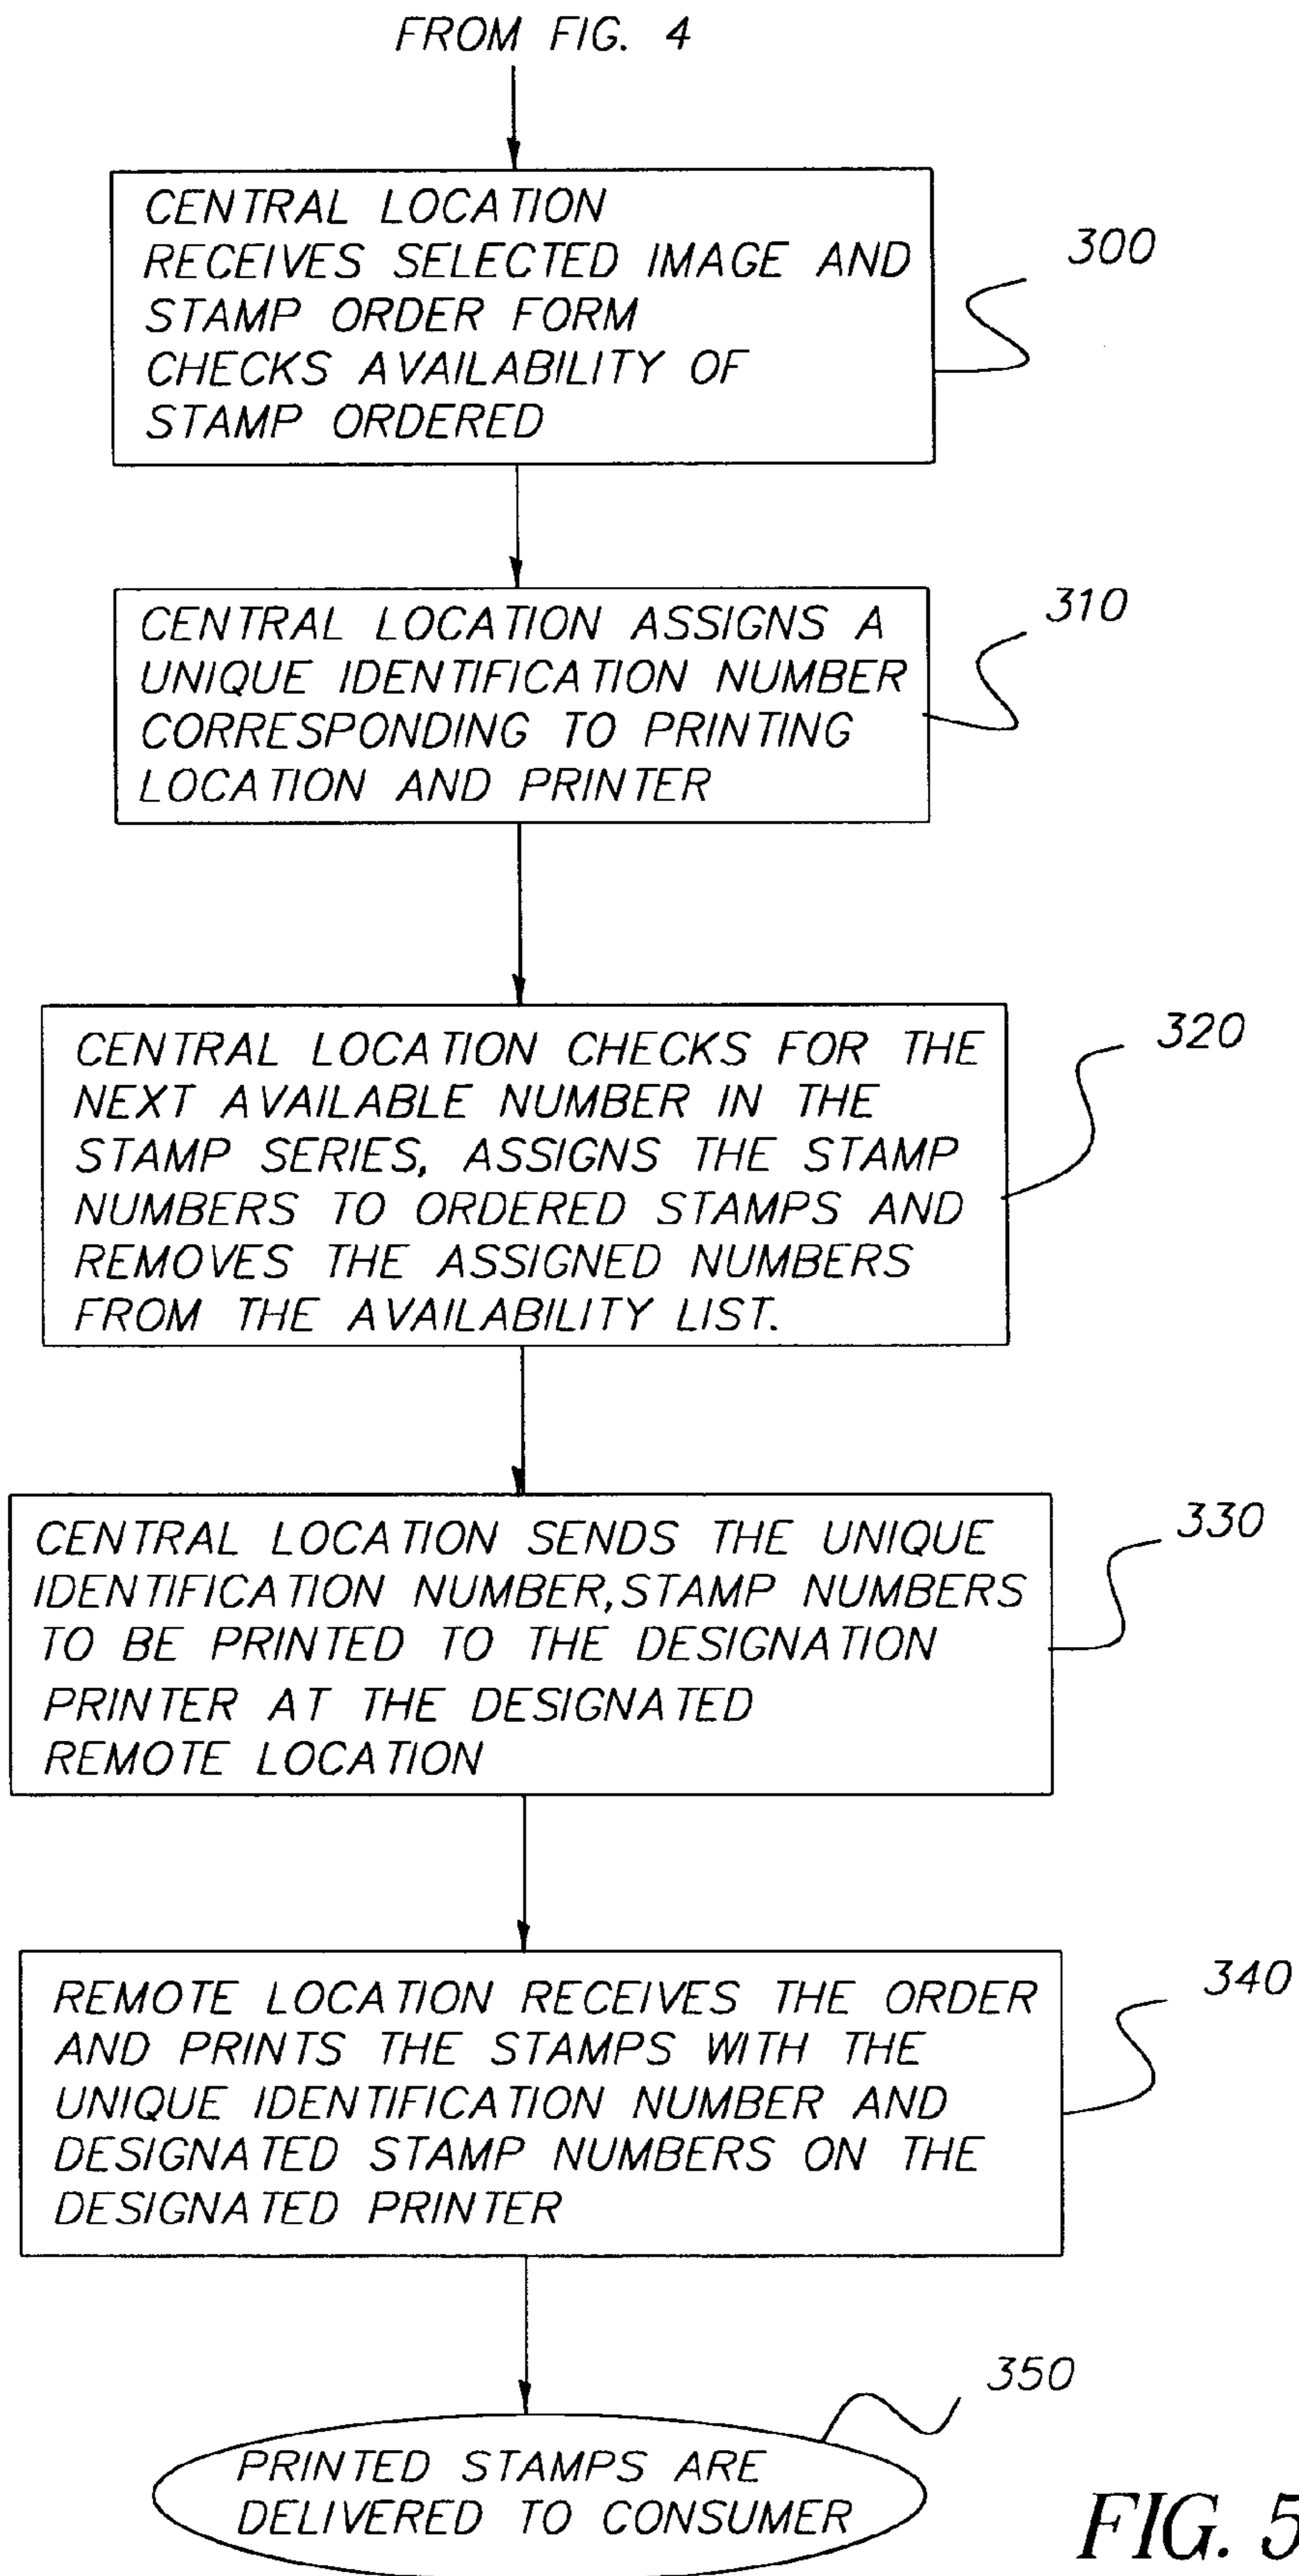 FROM FIG. 4
CENTRAL LOCATION
RECEIVES SELECTED IMAGE AND
STAMP ORDER FORM
CHECKS AVAILABILITY OF
STAMP ORDERED
300
CENTRAL LOCATION ASSIGNS A
UNIQUE IDENTIFICATION NUMBER
CORRESPONDING TO PRINTING
LOCATION AND PRINTER
310
CENTRAL LOCATION CHECKS FOR THE
NEXT AVAILABLE NUMBER IN THE
STAMP SERIES, ASSIGNS THE STAMP
NUMBERS TO ORDERED STAMPS AND
REMOVES THE ASSIGNED NUMBERS
FROM THE AVAILABILITY LIST.
320
CENTRAL LOCATION SENDS THE UNIQUE
IDENTIFICATION NUMBER, STAMP NUMBERS
TO BE PRINTED TO THE DESIGNATION
PRINTER AT THE DESIGNATED
REMOTE LOCATION
330
REMOTE LOCATION RECEIVES THE ORDER
AND PRINTS THE STAMPS WITH THE
UNIQUE IDENTIFICATION NUMBER AND
DESIGNATED STAMP NUMBERS ON THE
DESIGNATED PRINTER
340
PRINTED STAMPS ARE
DELIVERED TO CONSUMER
350
FIG. 5